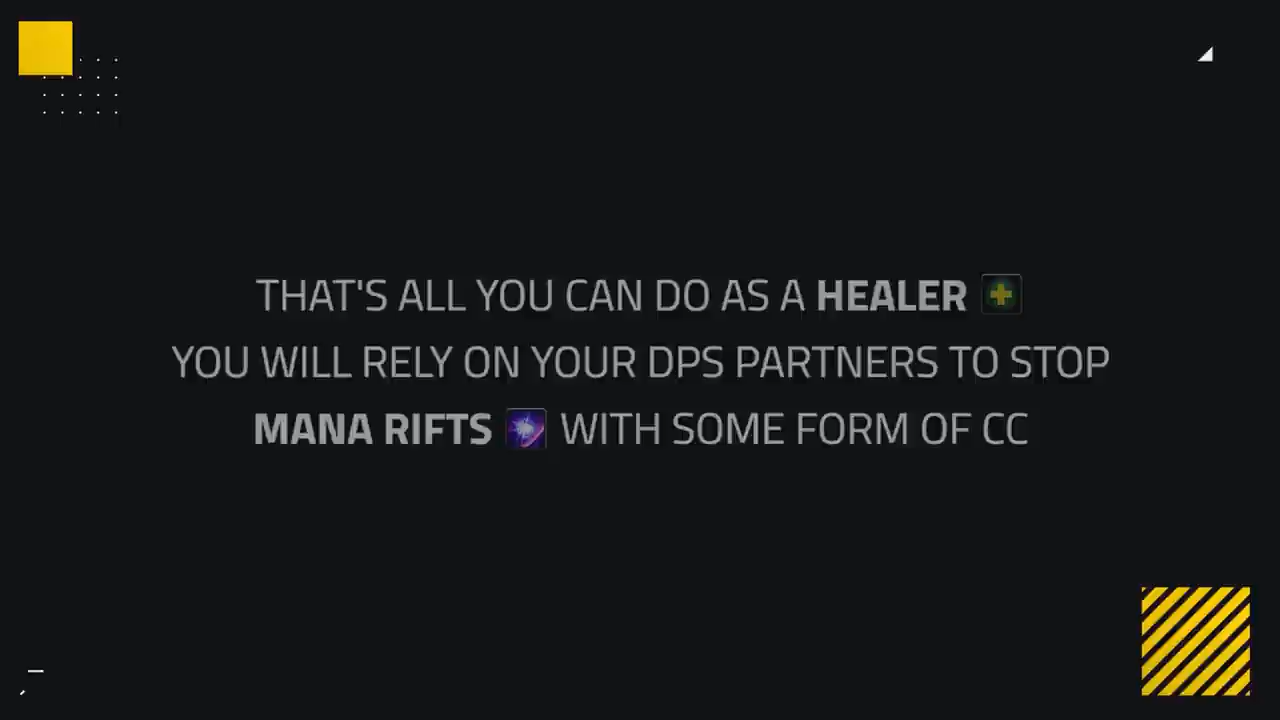 THAT'S ALL YOU CAN DO AS A HEALER
YOU WILL RELY ON YOUR DPS PARTNERS TO STOP
MANA RIFTS WITH SOME FORM OF CC